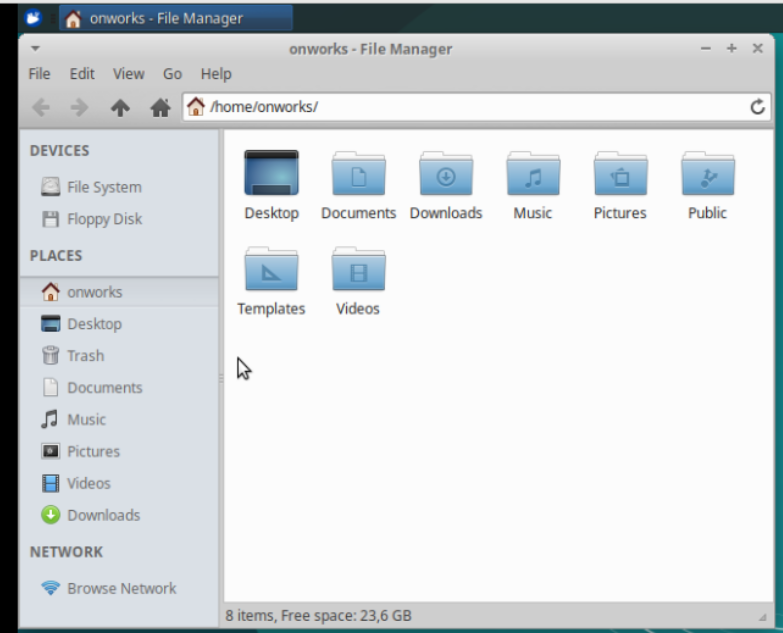 onworks - File Manager
onworks - File Manager
File Edit View Go Help
/home/onworks/
DEVICES
File System
Floppy Disk
PLACES
onworks
Desktop
Trash
Documents
Music
Pictures
Videos
Downloads
NETWORK
Browse Network
Desktop Documents Downloads Music Pictures Public
Templates Videos
8 items, Free space: 23,6 GB